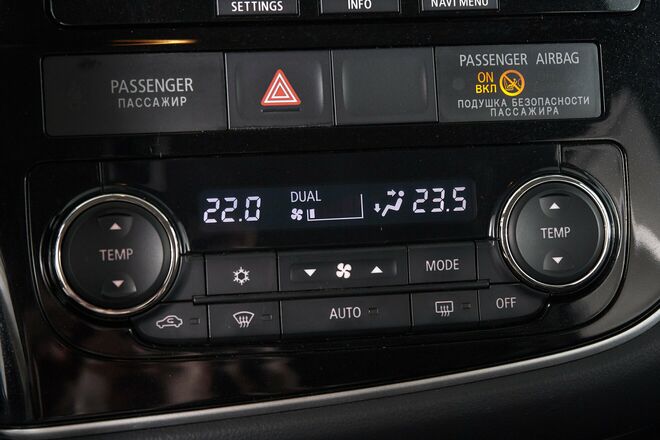 SETTINGS
INFO
NAVI MENU
PASSENGER
ПАССАЖИР
PASSENGER AIRBAG
ON
ВКЛ
ПОДУШКА БЕЗОПАСНОСТИ
ПАССАЖИРА
22.0
DUAL
23.5
TEMP
MODE
TEMP
AUTO
OFF